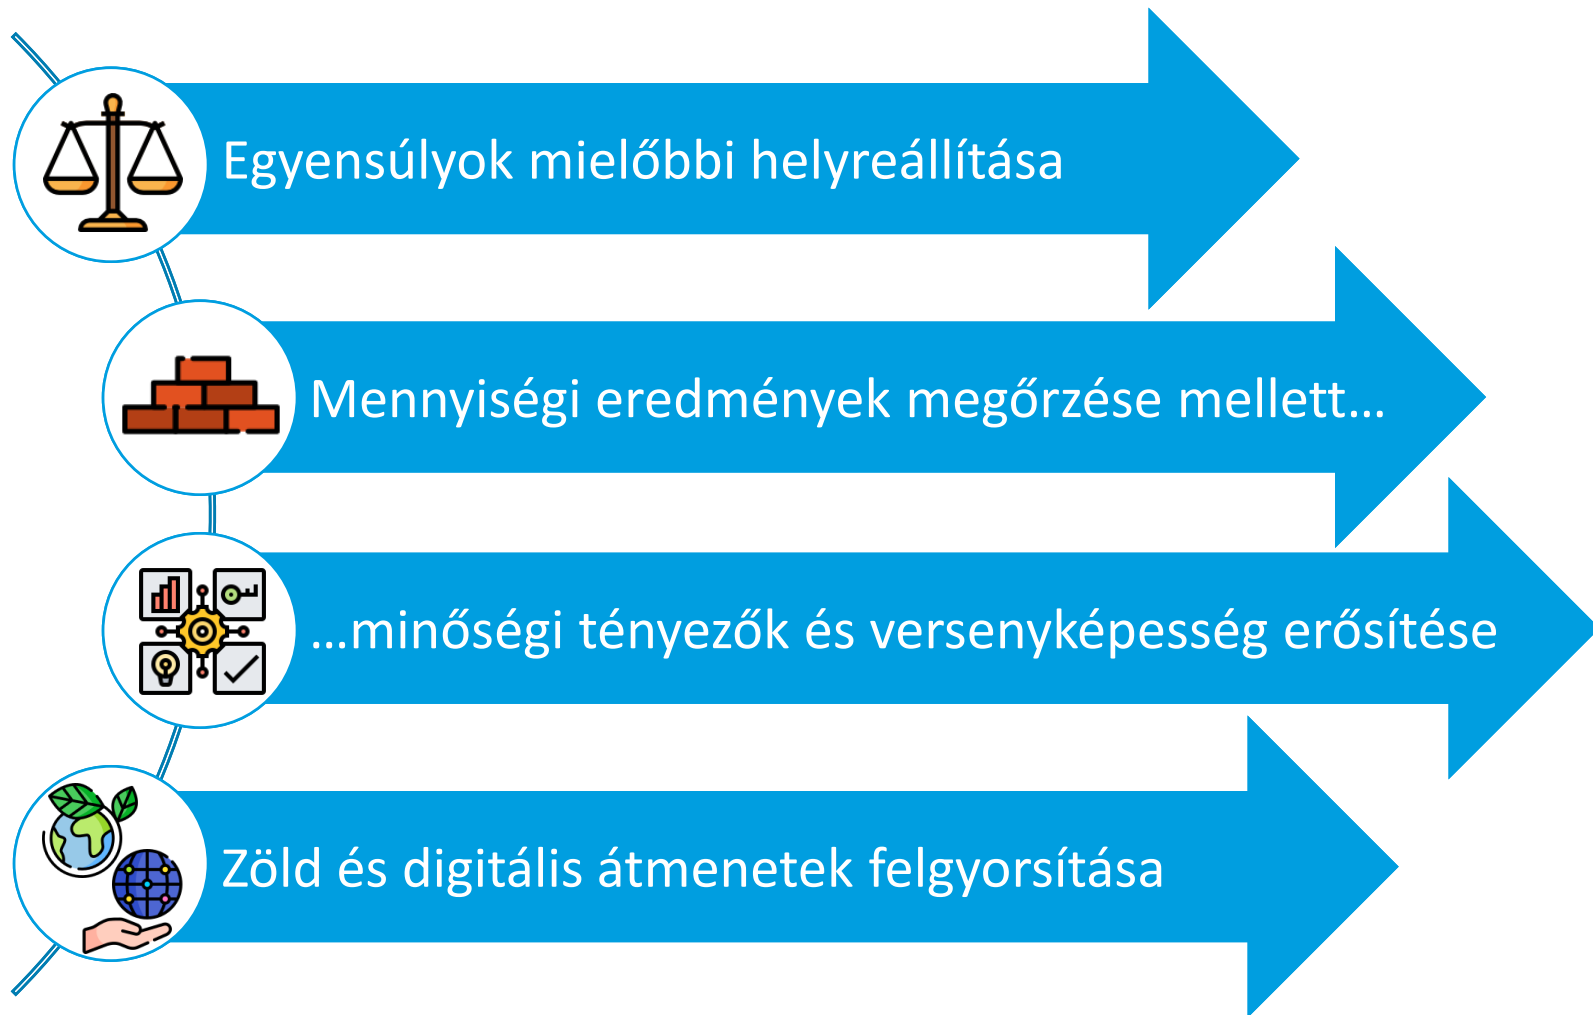 Egyensúlyok mielőbbi helyreállítása
Mennyiségi eredmények megőrzése mellett…
…minőségi tényezők és versenyképesség erősítése
Zöld és digitális átmenetek felgyorsítása